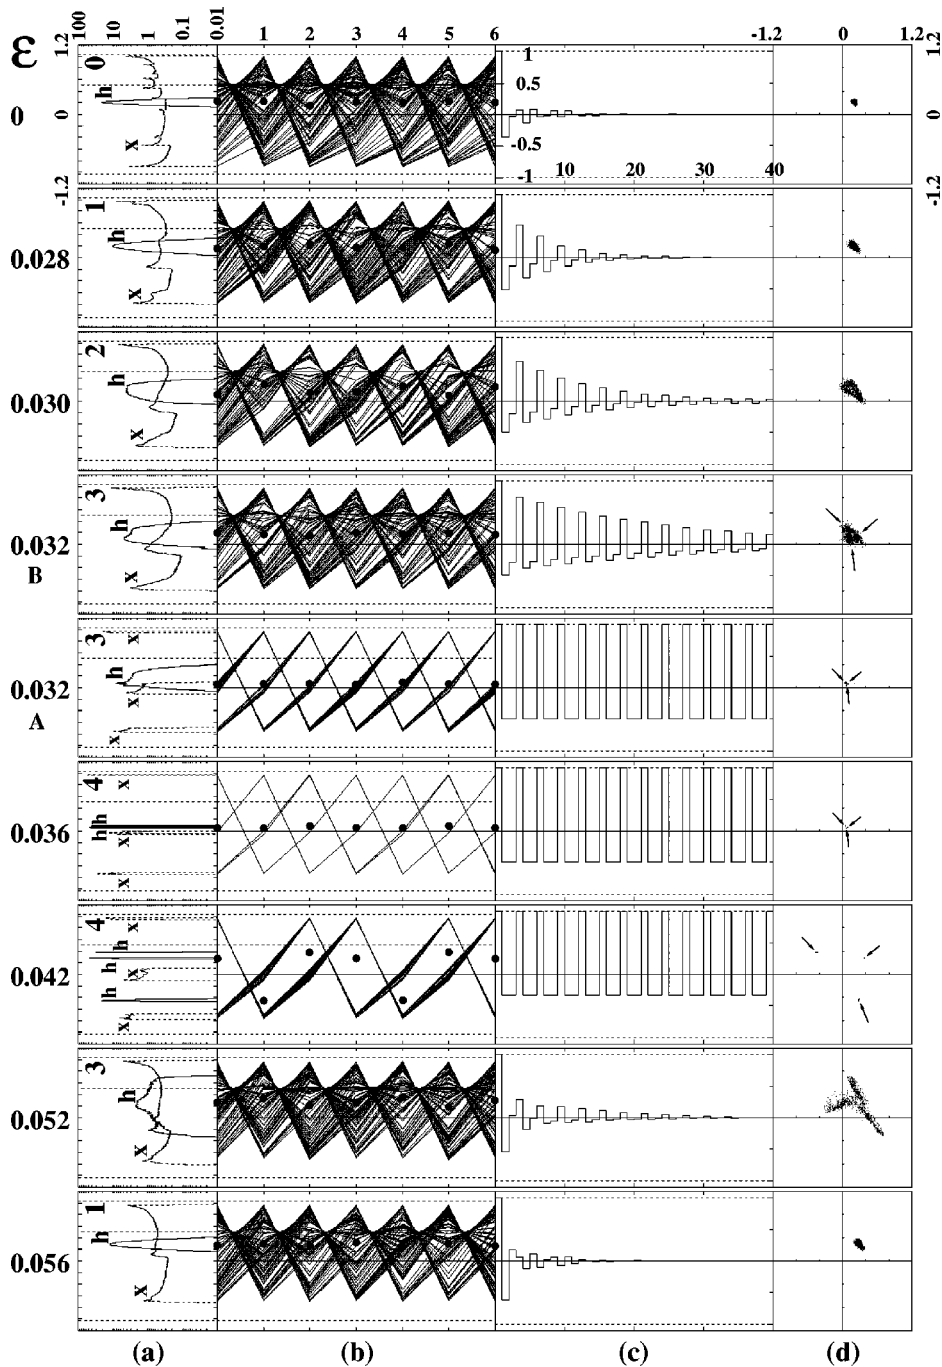 100 10 1 0.1 0.01 1 2 3 4 5 6 -1.2 0 1.2
ε 1.2 0 -1.2
0 0 h x 1 0.5 -0.5 -1 10 20 30 40 1.2 0 -1.2
0.028 1 h x
0.030 2 h x
0.032 B 3 h x
0.032 A 3 x h x x
0.036 4 x h h x x
0.042 4 x h h x h x
0.052 3 h x
0.056 1 h x
(a) (b) (c) (d)